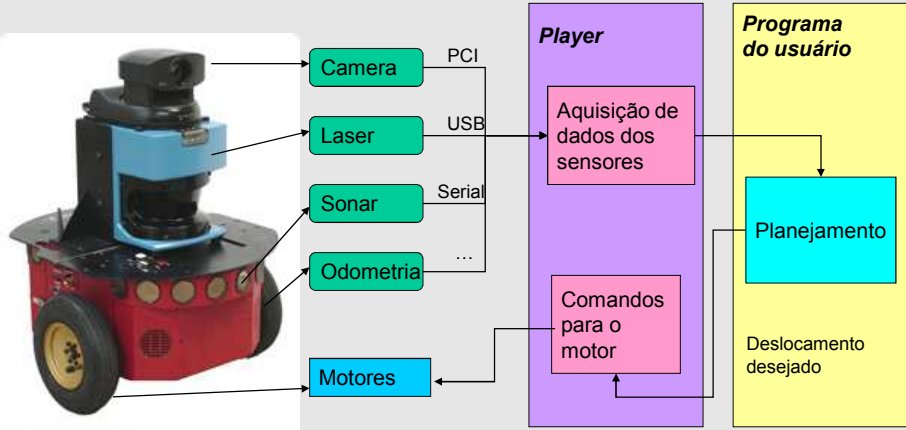 Camera
Laser
Sonar
Odometria
Motores
PCI
USB
Serial
...
Player
Aquisição de
dados dos
sensores
Comandos
para o
motor
Programa
do usuário
Planejamento
Deslocamento
desejado